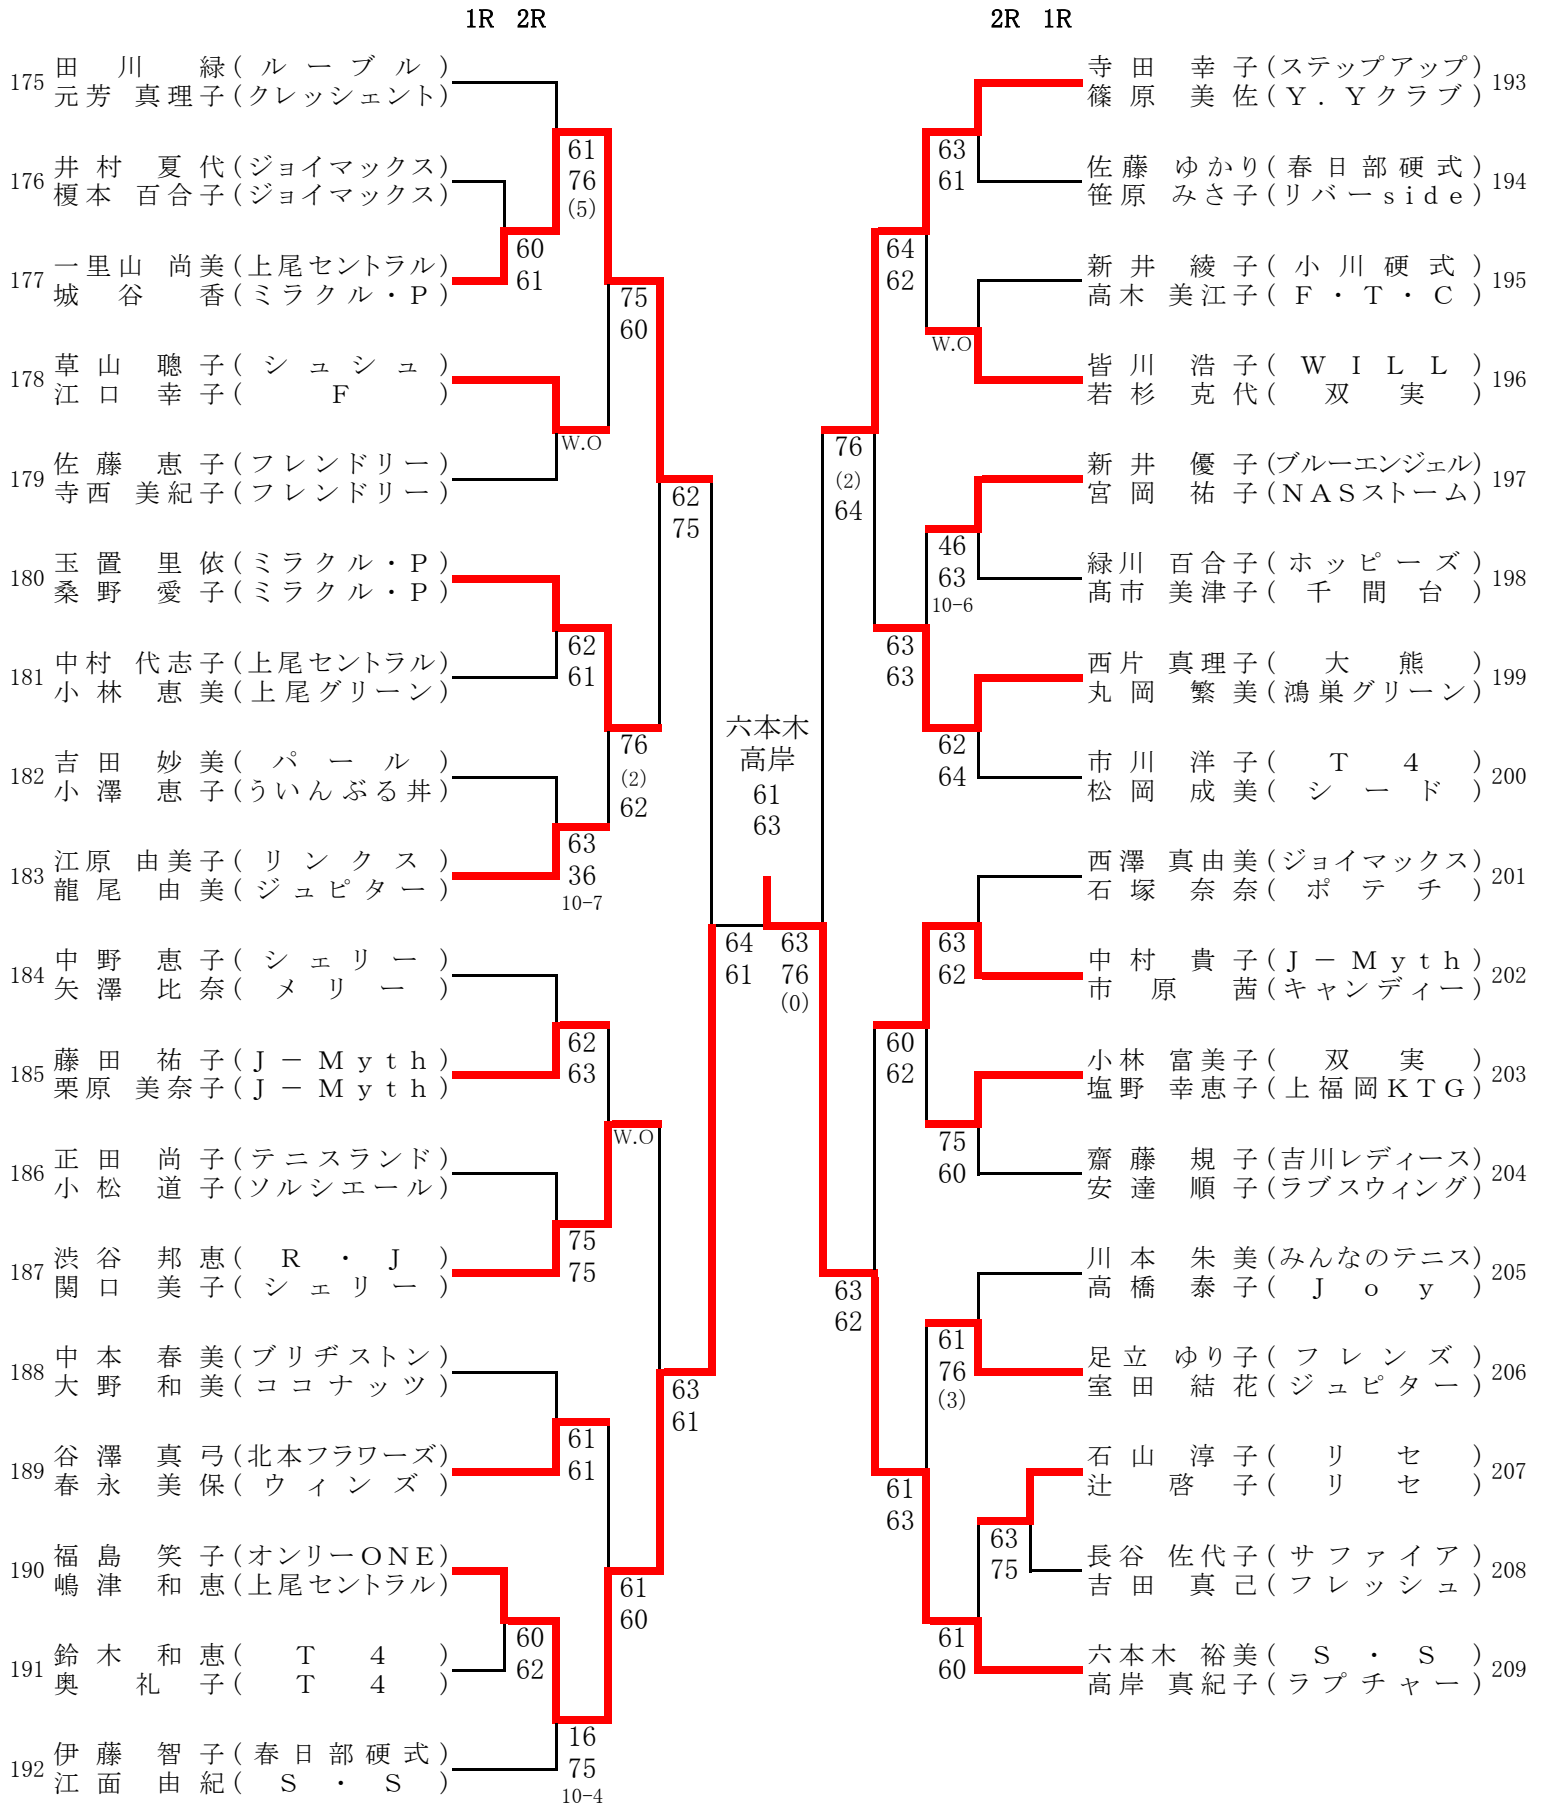 1R 2R
2R 1R
175 田川 緑(ルーブル)
元芳 真理子(クレッシェント)
176 井村 夏代(ジョイマックス)
榎本 百合子(ジョイマックス)
177 一里山 尚美(上尾セントラル)
城谷 香(ミラクル・P)
178 草山 聰子(シュシュ)
江口 幸子(F)
179 佐藤 恵子(フレンドリー)
寺西 美紀子(フレンドリー)
180 玉置 里依(ミラクル・P)
桑野 愛子(ミラクル・P)
181 中村 代志子(上尾セントラル)
小林 恵美(上尾グリーン)
182 吉田 妙美(パール)
小澤 恵子(ういんぶる丼)
183 江原 由美子(リンクス)
龍尾 由美(ジュピター)
184 中野 恵子(シェリー)
矢澤 比奈(メリー)
185 藤田 祐子(J－Myth)
栗原 美奈子(J－Myth)
186 正田 尚子(テニスランド)
小松 道子(ソルシエール)
187 渋谷 邦恵(R・J)
関口 美子(シェリー)
188 中本 春美(ブリヂストン)
大野 和美(ココナッツ)
189 谷澤 真弓(北本フラワーズ)
春永 美保(ウィンズ)
190 福島 笑子(オンリーONE)
嶋津 和恵(上尾セントラル)
191 鈴木 和恵(T4)
奥 礼子(T4)
192 伊藤 智子(春日部硬式)
江面 由紀(S・S)
60
61
60
62
61
76
(5)
W.O
62
61
63
36
10-7
62
63
75
75
61
61
16
75
10-4
75
60
76
(2)
62
W.O
61
60
62
75
63
61
64
61
六本木
高岸
61
63
63
76
(0)
76
(2)
64
63
62
64
62
63
63
60
62
61
63
63
61
W.O
46
63
10-6
62
64
63
62
75
60
61
76
(3)
61
60
63
75
寺田 幸子(ステップアップ) 193
篠原 美佐(Y.Yクラブ)
佐藤 ゆかり(春日部硬式) 194
笹原 みさ子(リバーside)
新井 綾子(小川硬式) 195
高木 美江子(F・T・C)
皆川 浩子(WILL) 196
若杉 克代(双実)
新井 優子(ブルーエンジェル) 197
宮岡 祐子(NASストーム)
緑川 百合子(ホッピーズ) 198
髙市 美津子(千間台)
西片 真理子(大熊) 199
丸岡 繁美(鴻巣グリーン)
市川 洋子(T4) 200
松岡 成美(シード)
西澤 真由美(ジョイマックス) 201
石塚 奈奈(ポテチ)
中村 貴子(J－Myth) 202
市原 茜(キャンディー)
小林 富美子(双実) 203
塩野 幸恵子(上福岡KTG)
齋藤 規子(吉川レディース) 204
安達 順子(ラブスウィング)
川本 朱美(みんなのテニス) 205
高橋 泰子(Joy)
足立 ゆり子(フレンズ) 206
室田 結花(ジュピター)
石山 淳子(リセ) 207
辻 啓子(リセ)
長谷 佐代子(サファイア) 208
吉田 真己(フレッシュ)
六本木 裕美(S・S) 209
高岸 真紀子(ラプチャー)